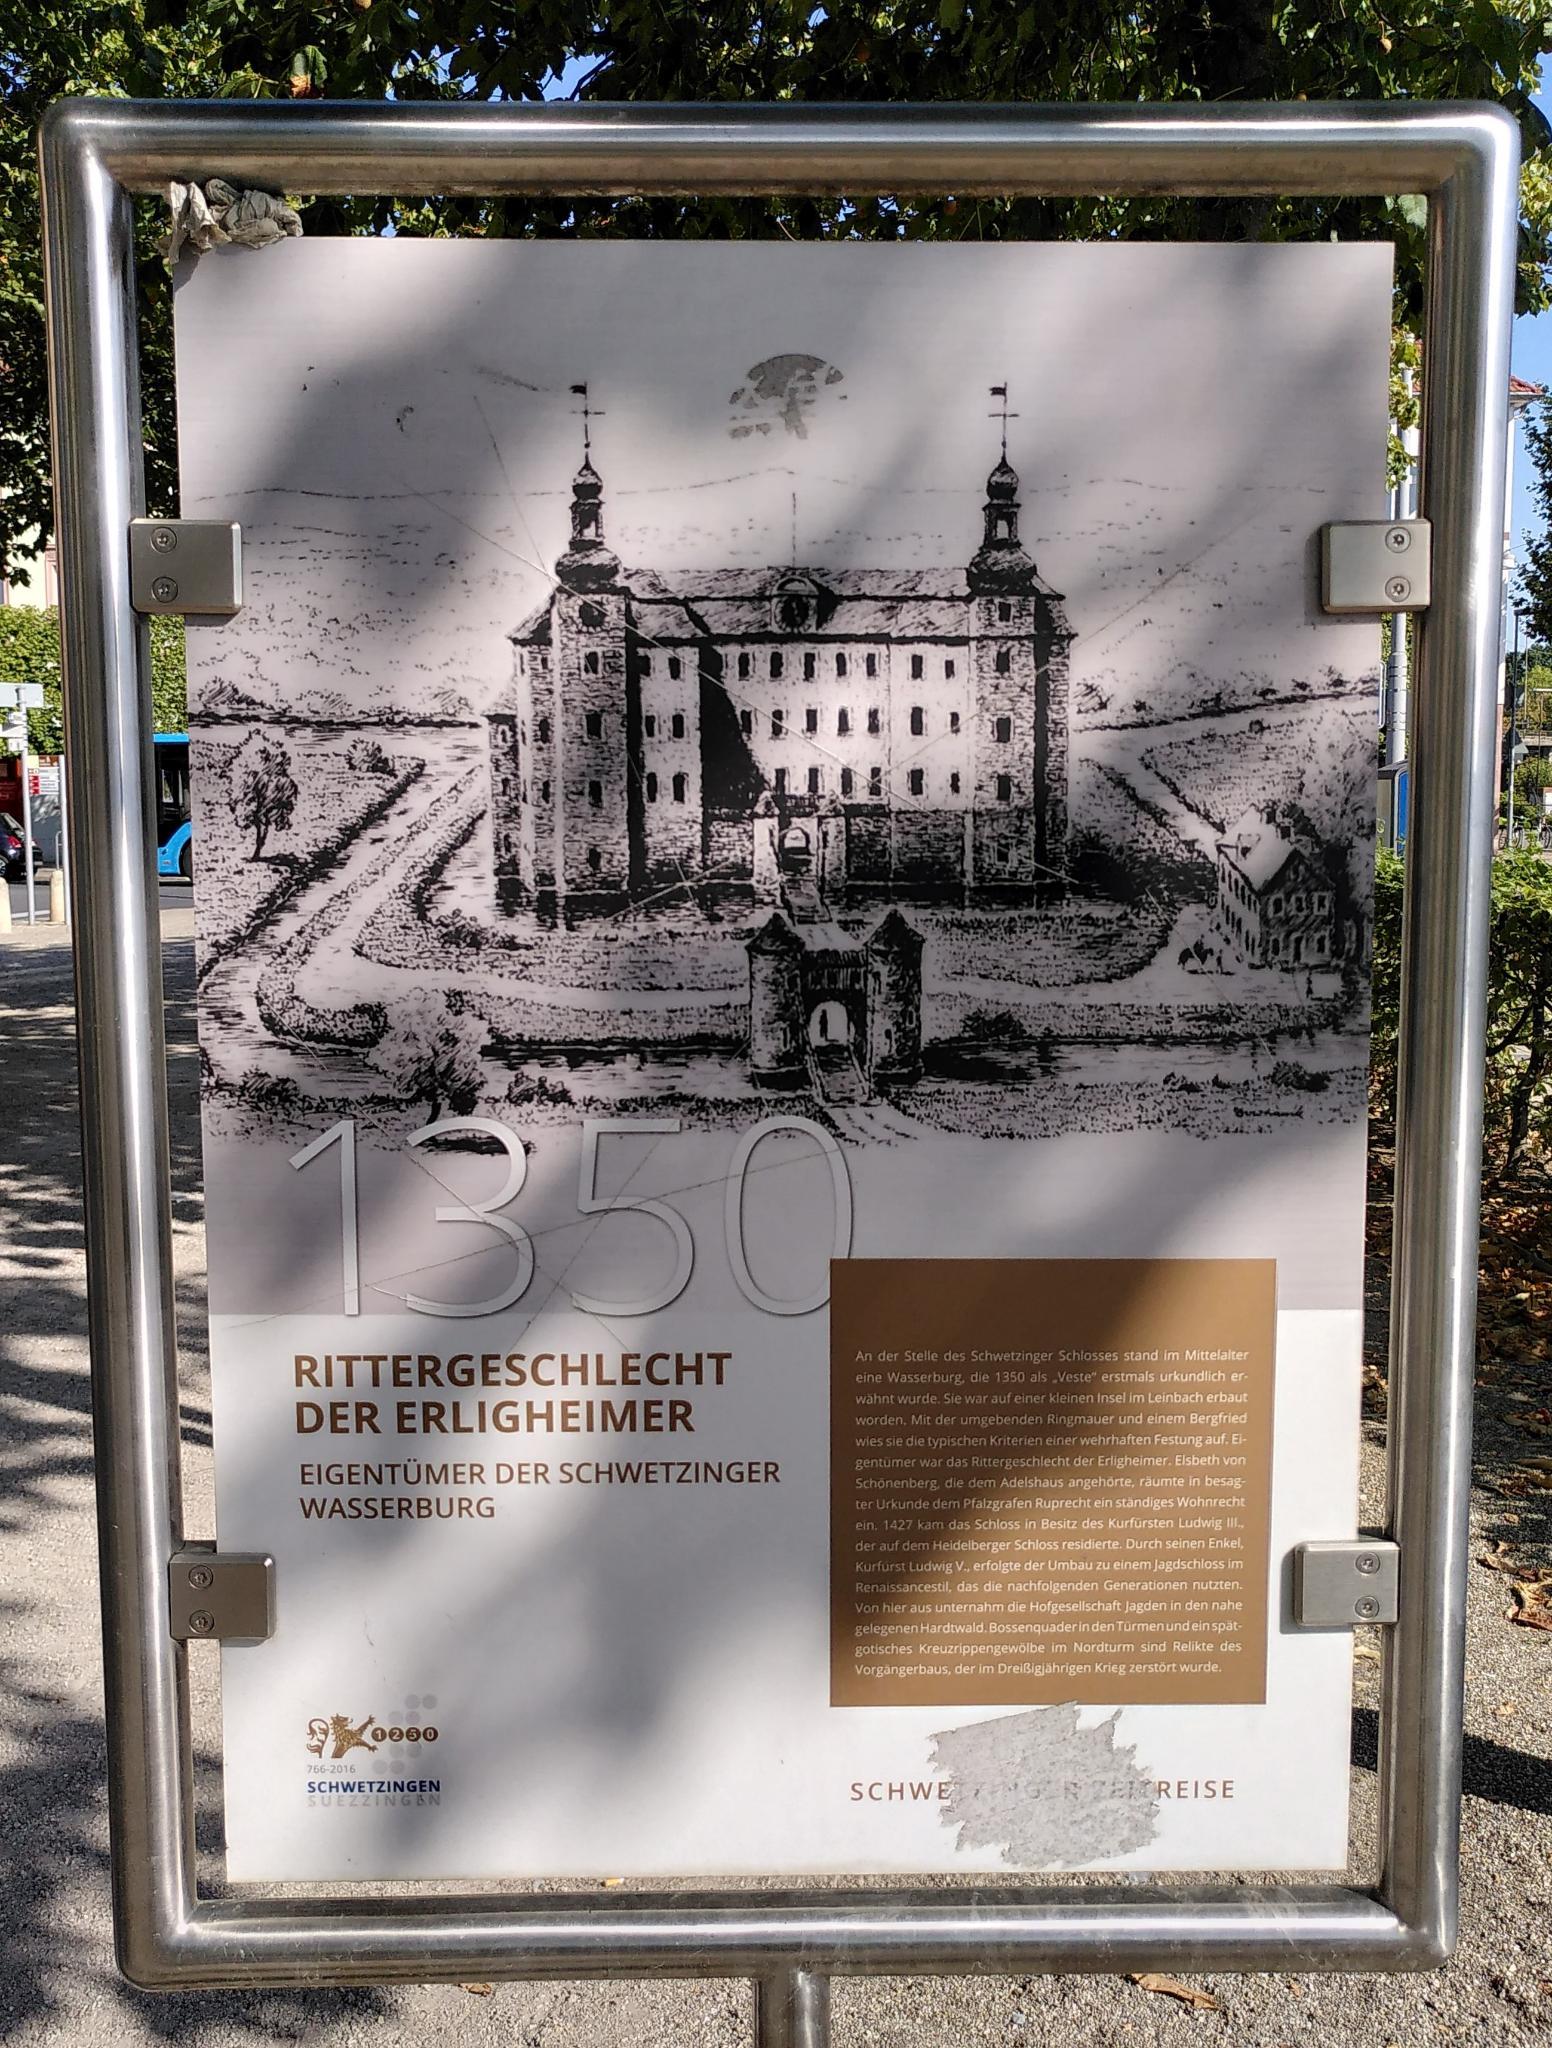 1350
RITTERGESCHLECHT
DER ERLIGHEIMER
EIGENTÜMER DER SCHWETZINGER
WASSERBURG
An der Stelle des Schwetzinger Schlosses stand im Mittelalter
eine Wasserburg, die 1350 als „Veste“ erstmals urkundlich er-
wähnt wurde. Sie war auf einer kleinen Insel im Leinbach erbaut
worden. Mit der umgebenden Ringmauer und einem Bergfried
wies sie die typischen Kriterien einer wehrhaften Festung auf. Ei-
gentümer war das Rittergeschlecht der Erligheimer. Elsbeth von
Schönenberg, die dem Adelshaus angehörte, räumte in besag-
ter Urkunde dem Pfalzgrafen Ruprecht ein ständiges Wohnrecht
ein. 1427 kam das Schloss in Besitz des Kurfürsten Ludwig III.,
der auf dem Heidelberger Schloss residierte. Durch seinen Enkel,
Kurfürst Ludwig V., erfolgte der Umbau zu einem Jagdschloss im
Renaissancestil, das die nachfolgenden Generationen nutzten.
Von hier aus unternahm die Hofgesellschaft Jagden in den nahe
gelegenen Hardtwald. Bossenquader in den Türmen und ein spät-
gotisches Kreuzrippengewölbe im Nordturm sind Relikte des
Vorgängerbaus, der im Dreißigjährigen Krieg zerstört wurde.
1250
766-2016
SCHWETZINGEN
SUEZZINGEN
SCHWETZINGER ZEITREISE